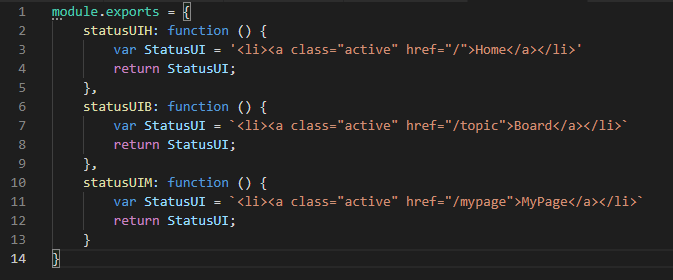 1 module.exports = {
2 statusUIH: function () {
3 var StatusUI = '<li><a class="active" href="/">Home</a></li>'
4 return StatusUI;
5 },
6 statusUIB: function () {
7 var StatusUI = `<li><a class="active" href="/topic">Board</a></li>`
8 return StatusUI;
9 },
10 statusUIM: function () {
11 var StatusUI = `<li><a class="active" href="/mypage">MyPage</a></li>`
12 return StatusUI;
13 }
14 }